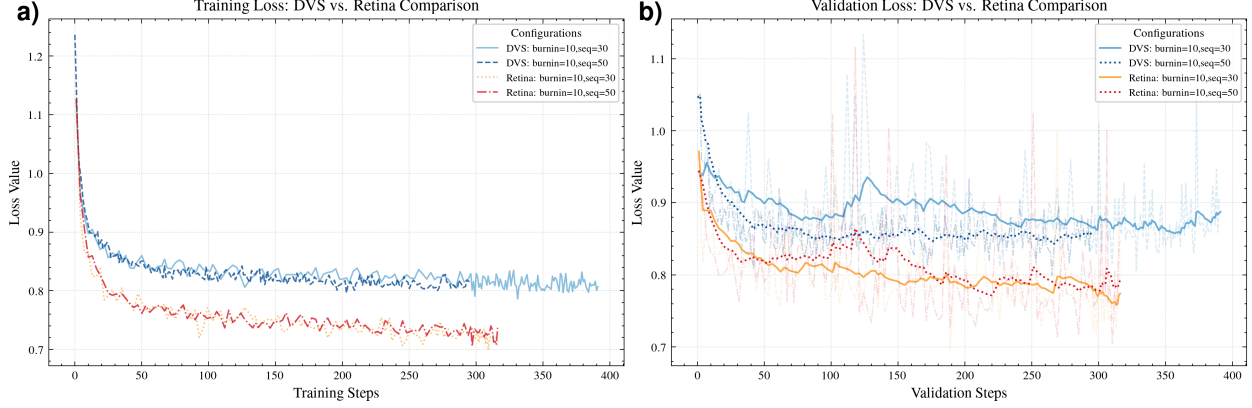 a)
Training Loss: DVS vs. Retina Comparison
Configurations
DVS: burnin=10,seq=30
DVS: burnin=10,seq=50
Retina: burnin=10,seq=30
Retina: burnin=10,seq=50
Loss Value
1.2
1.1
1.0
0.9
0.8
0.7
0
50
100
150
200
250
300
350
400
Training Steps
b)
Validation Loss: DVS vs. Retina Comparison
Configurations
DVS: burnin=10,seq=30
DVS: burnin=10,seq=50
Retina: burnin=10,seq=30
Retina: burnin=10,seq=50
Loss Value
1.1
1.0
0.9
0.8
0.7
0
50
100
150
200
250
300
350
400
Validation Steps